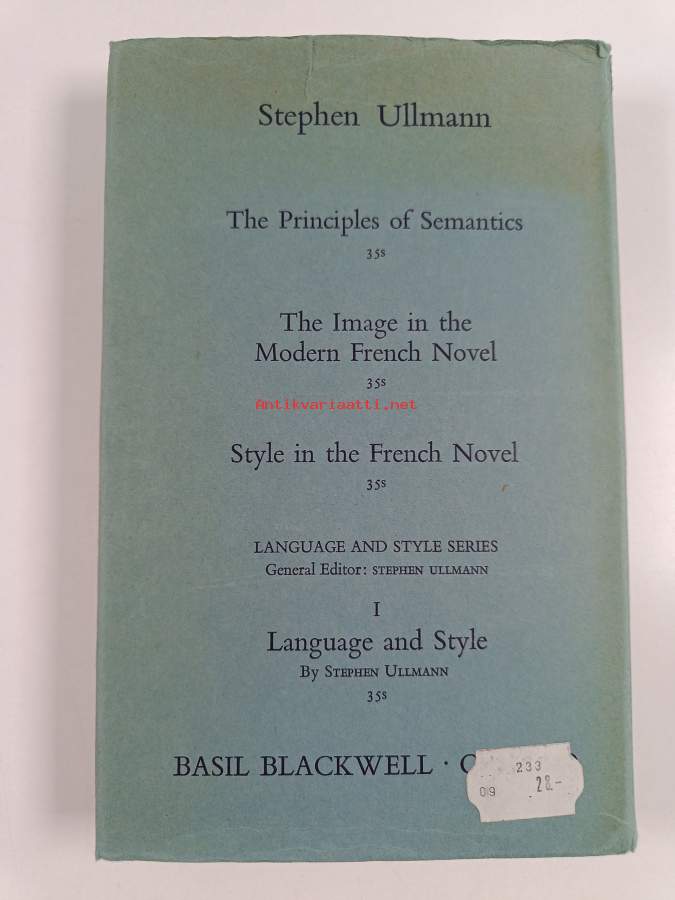 Stephen Ullmann
The Principles of Semantics
35s
The Image in the
Modern French Novel
35s
Antikvariaatti.net
Style in the French Novel
35s
LANGUAGE AND STYLE SERIES
General Editor: STEPHEN ULLMANN
I
Language and Style
By STEPHEN ULLMANN
35s
BASIL BLACKWELL ·
233
09 28.-